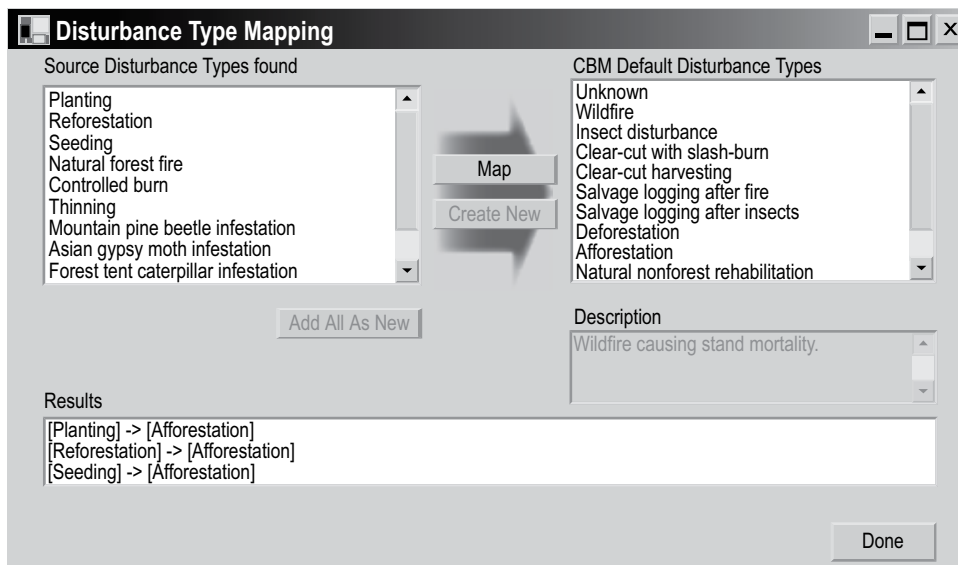 Disturbance Type Mapping
Source Disturbance Types found
Planting
Reforestation
Seeding
Natural forest fire
Controlled burn
Thinning
Mountain pine beetle infestation
Asian gypsy moth infestation
Forest tent caterpillar infestation
Map
Create New
Add All As New
CBM Default Disturbance Types
Unknown
Wildfire
Insect disturbance
Clear-cut with slash-burn
Clear-cut harvesting
Salvage logging after fire
Salvage logging after insects
Deforestation
Afforestation
Natural nonforest rehabilitation
Description
Wildfire causing stand mortality.
Results
[Planting] -> [Afforestation]
[Reforestation] -> [Afforestation]
[Seeding] -> [Afforestation]
Done